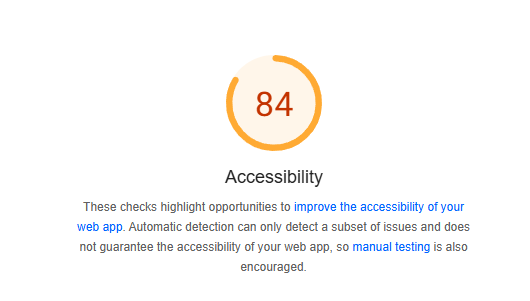 84
Accessibility
These checks highlight opportunities to improve the accessibility of your
web app. Automatic detection can only detect a subset of issues and does
not guarantee the accessibility of your web app, so manual testing is also
encouraged.